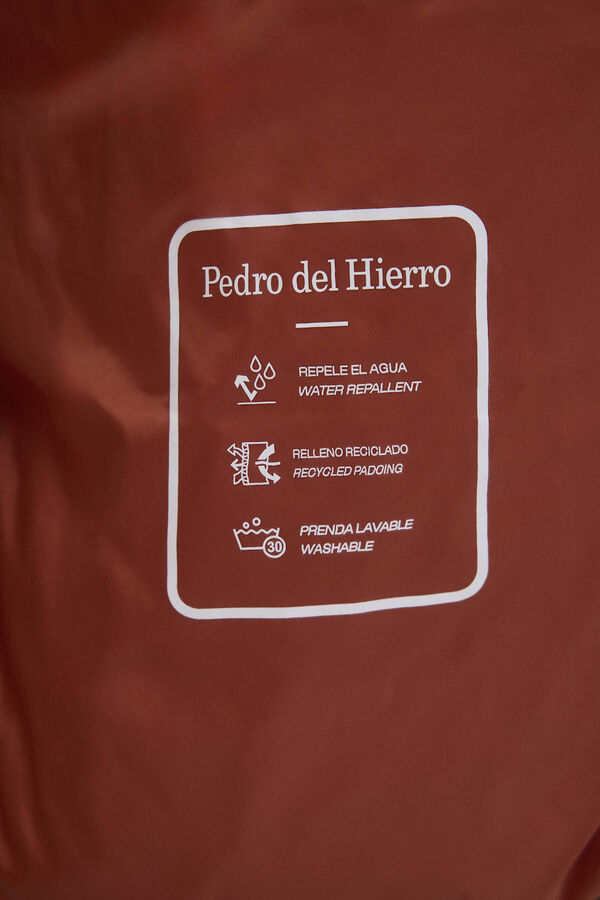 Pedro del Hierro
REPELE EL AGUA
WATER REPALLENT
RELLENO RECICLADO
RECYCLED PADOING
30
PRENDA LAVABLE
WASHABLE